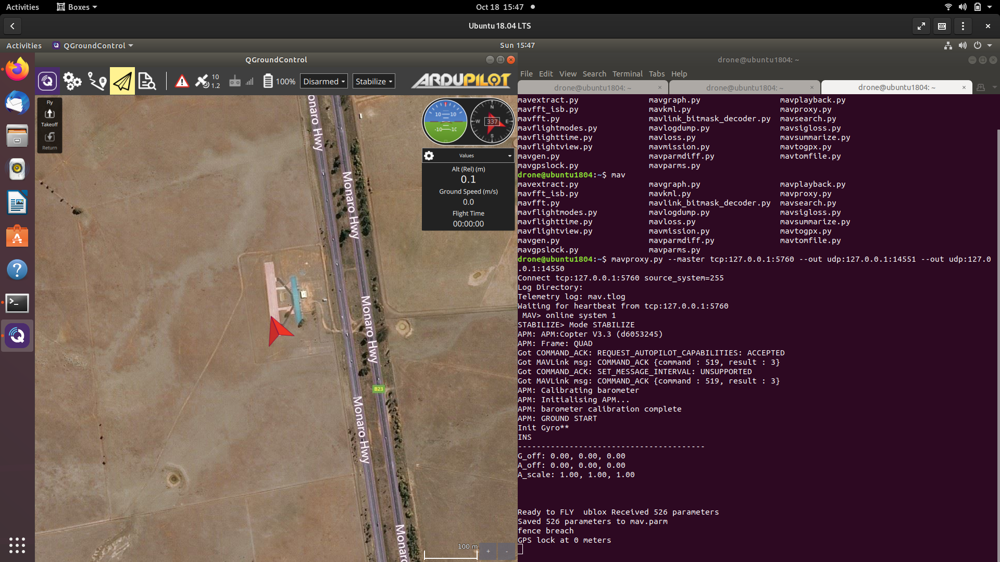 Activities
Boxes
Oct 18 15:47
Ubuntu 18.04 LTS
Activities
QGroundControl
Sun 15:47
QGroundControl
10
1.2
100%
Disarmed
Stabilize
ARDUPILOT
Fly
Takeoff
Return
Monaro Hwy
Monaro Hwy
Monaro Hwy
Monaro Hwy
Monaro
B23
10 10
-10 -10
N
W 337 E
S
Values
Alt (Rel) (m)
0.1
Ground Speed (m/s)
0.0
Flight Time
00:00:00
100 m
+ -
drone@ubuntu1804: ~
File Edit View Search Terminal Tabs Help
drone@ubuntu1804: ~ × drone@ubuntu1804: ~ × drone@ubuntu1804: ~ ×
mavextract.py mavgraph.py mavplayback.py
mavfft_isb.py mavkml.py mavproxy.py
mavfft.py mavlink_bitmask_decoder.py mavsearch.py
mavflightmodes.py mavlogdump.py mavsigloss.py
mavflighttime.py mavloss.py mavsummarize.py
mavflightview.py mavmission.py mavtogpx.py
mavgen.py mavparmdiff.py mavtomfile.py
mavgpslock.py mavparms.py
drone@ubuntu1804:~$ mav
mavextract.py mavgraph.py mavplayback.py
mavfft_isb.py mavkml.py mavproxy.py
mavfft.py mavlink_bitmask_decoder.py mavsearch.py
mavflightmodes.py mavlogdump.py mavsigloss.py
mavflighttime.py mavloss.py mavsummarize.py
mavflightview.py mavmission.py mavtogpx.py
mavgen.py mavparmdiff.py mavtomfile.py
mavgpslock.py mavparms.py
drone@ubuntu1804:~$ mavproxy.py --master tcp:127.0.0.1:5760 --out udp:127.0.0.1:14551 --out udp:127.0
.0.1:14550
Connect tcp:127.0.0.1:5760 source_system=255
Log Directory:
Telemetry log: mav.tlog
Waiting for heartbeat from tcp:127.0.0.1:5760
MAV> online system 1
STABILIZE> Mode STABILIZE
APM: APM:Copter V3.3 (d6053245)
APM: Frame: QUAD
Got COMMAND_ACK: REQUEST_AUTOPILOT_CAPABILITIES: ACCEPTED
Got MAVLink msg: COMMAND_ACK {command : 519, result : 3}
Got COMMAND_ACK: SET_MESSAGE_INTERVAL: UNSUPPORTED
Got MAVLink msg: COMMAND_ACK {command : 519, result : 3}
APM: Calibrating barometer
APM: Initialising APM...
APM: barometer calibration complete
APM: GROUND START
Init Gyro**
INS
----------------------------------------
G_off: 0.00, 0.00, 0.00
A_off: 0.00, 0.00, 0.00
A_scale: 1.00, 1.00, 1.00
Ready to FLY ublox Received 526 parameters
Saved 526 parameters to mav.parm
fence breach
GPS lock at 0 meters